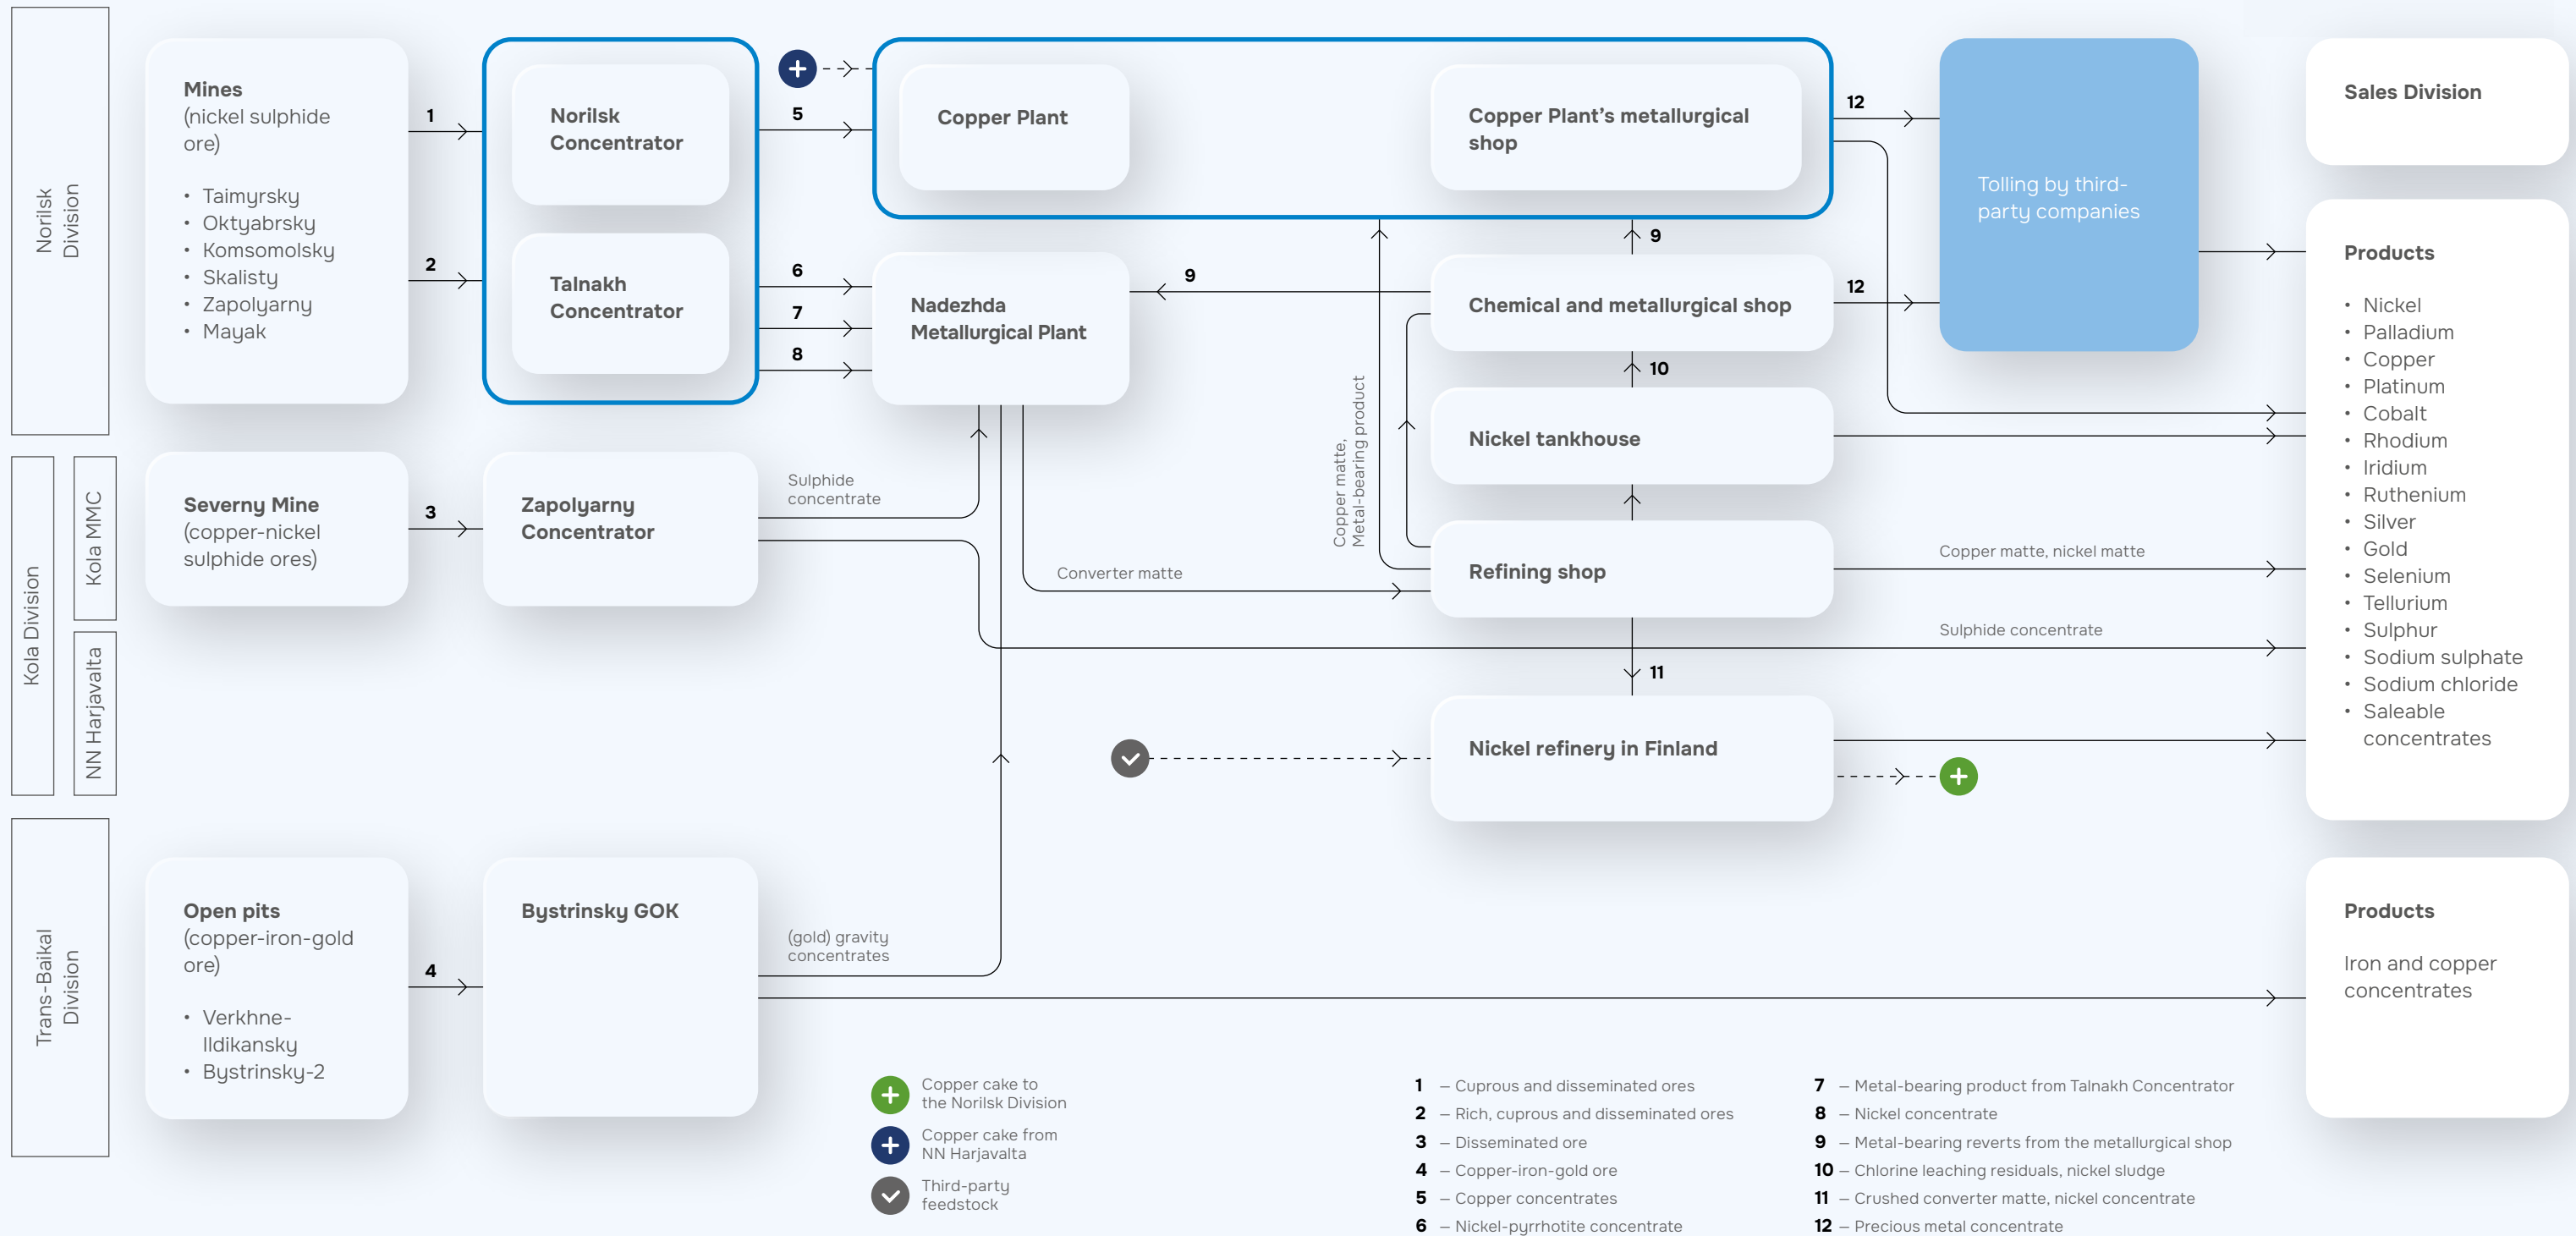 Norilsk
Division
Mines
(nickel sulphide
ore)
• Taimyrsky
• Oktyabrsky
• Komsomolsky
• Skalisty
• Zapolyarny
• Mayak
1
2
Norilsk
Concentrator
Talnakh
Concentrator
5
6
7
8
Copper Plant
Copper Plant’s metallurgical
shop
Nadezhda
Metallurgical Plant
9
9
Chemical and metallurgical shop
12
12
Tolling by third-
party companies
10
Nickel tankhouse
Copper matte,
Metal-bearing product
Refining shop
Sales Division
Products
• Nickel
• Palladium
• Copper
• Platinum
• Cobalt
• Rhodium
• Iridium
• Ruthenium
• Silver
• Gold
• Selenium
• Tellurium
• Sulphur
• Sodium sulphate
• Sodium chloride
• Saleable
concentrates
Kola Division
Kola MMC
NN Harjavalta
Severny Mine
(copper-nickel
sulphide ores)
3
Zapolyarny
Concentrator
Sulphide
concentrate
Converter matte
Copper matte, nickel matte
Sulphide concentrate
11
Nickel refinery in Finland
Trans-Baikal
Division
Open pits
(copper-iron-gold
ore)
• Verkhne-
Ildikansky
• Bystrinsky-2
4
Bystrinsky GOK
(gold) gravity
concentrates
Products
Iron and copper
concentrates
Copper cake to
the Norilsk Division
Copper cake from
NN Harjavalta
Third-party
feedstock
1 – Cuprous and disseminated ores
2 – Rich, cuprous and disseminated ores
3 – Disseminated ore
4 – Copper-iron-gold ore
5 – Copper concentrates
6 – Nickel-pyrrhotite concentrate
7 – Metal-bearing product from Talnakh Concentrator
8 – Nickel concentrate
9 – Metal-bearing reverts from the metallurgical shop
10 – Chlorine leaching residuals, nickel sludge
11 – Crushed converter matte, nickel concentrate
12 – Precious metal concentrate